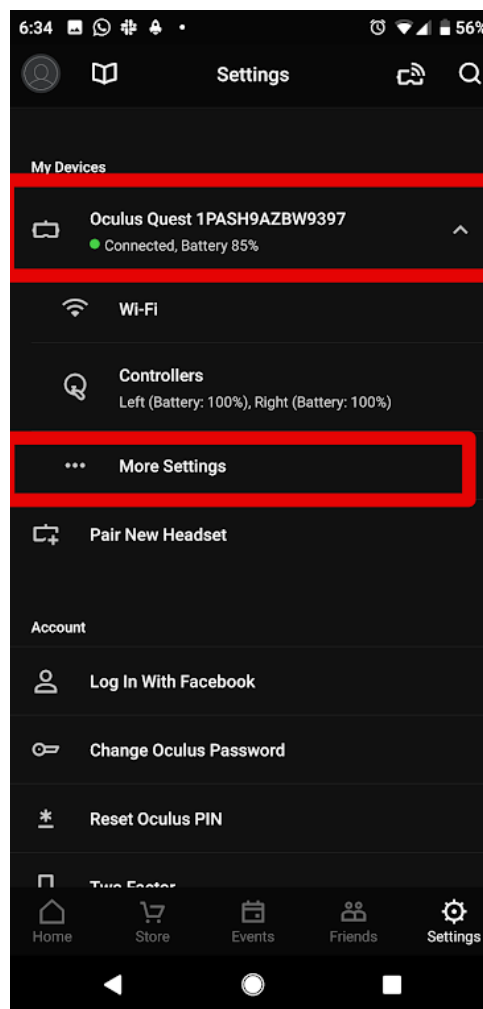 6:34
56%
Settings
My Devices
Oculus Quest 1PASH9AZBW9397
Connected, Battery 85%
Wi-Fi
Controllers
Left (Battery: 100%), Right (Battery: 100%)
More Settings
Pair New Headset
Account
Log In With Facebook
Change Oculus Password
Reset Oculus PIN
Two Factor
Home
Store
Events
Friends
Settings